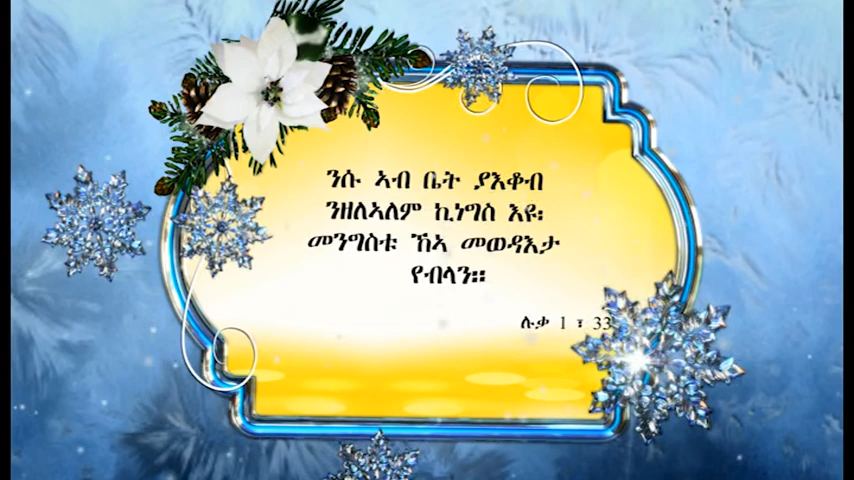 ንሱ ኣብ ቤት ያእቆብ
ንዘለኣለም ኪነግስ እዩ፡
መንግስቱ ኸኣ መወዳእታ
የብላን።
ሉቃ 1 ፣ 33